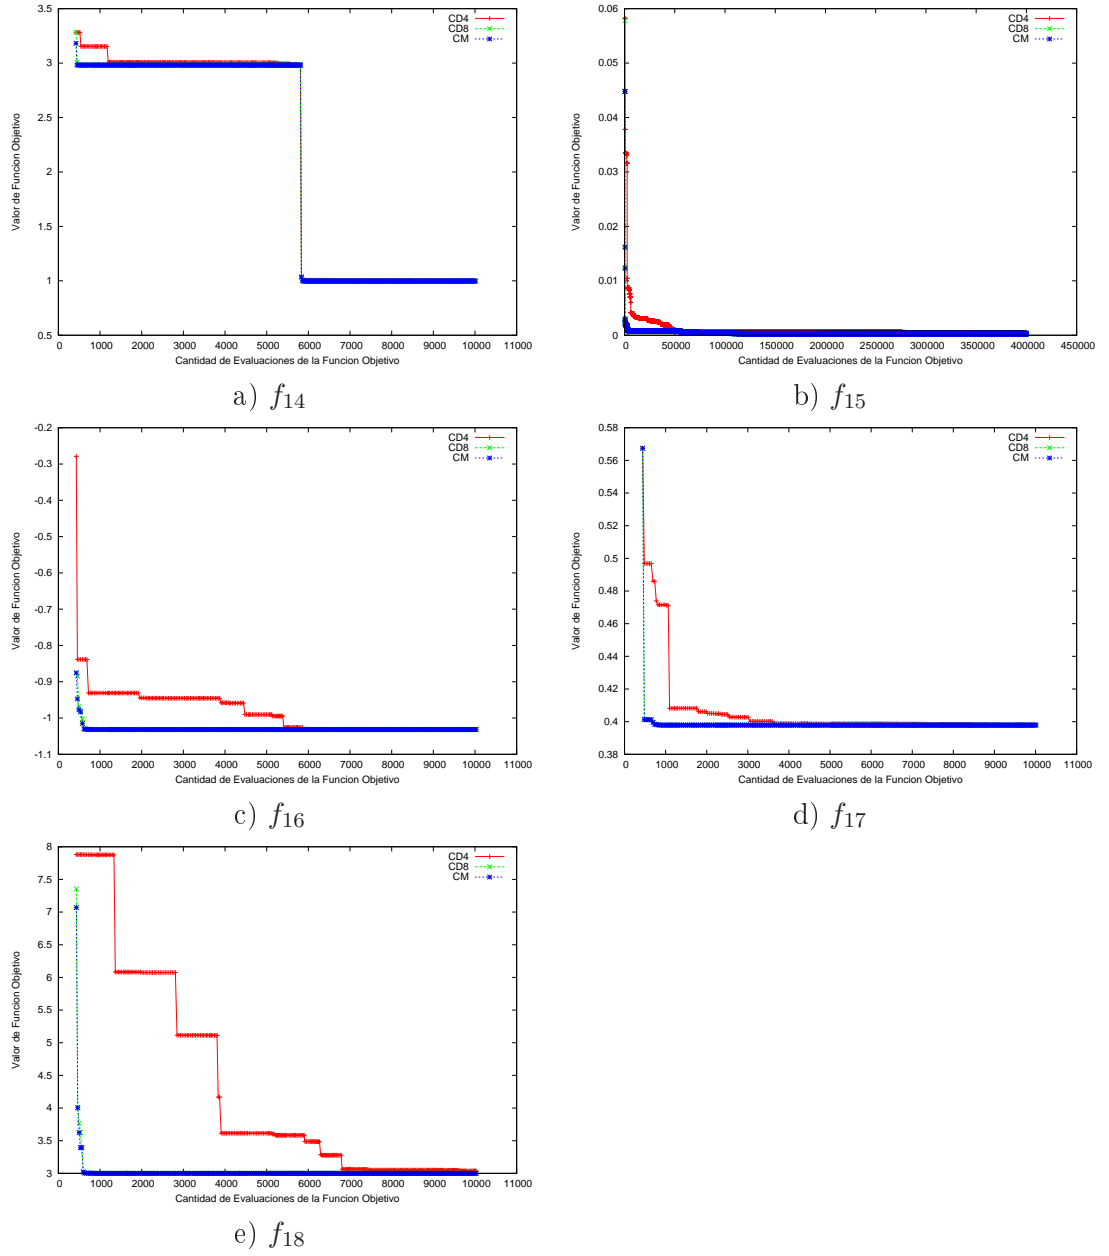 3.5
3
2.5
2
1.5
1
0.5
0 1000 2000 3000 4000 5000 6000 7000 8000 9000 10000 11000
Valor de Funcion Objetivo
Cantidad de Evaluaciones de la Funcion Objetivo
CD4
CD8
CM
a) f14
0.06
0.05
0.04
0.03
0.02
0.01
0
0 50000 100000 150000 200000 250000 300000 350000 400000 450000
Valor de Funcion Objetivo
Cantidad de Evaluaciones de la Funcion Objetivo
CD4
CD8
CM
b) f15
-0.2
-0.3
-0.4
-0.5
-0.6
-0.7
-0.8
-0.9
-1
-1.1
0 1000 2000 3000 4000 5000 6000 7000 8000 9000 10000 11000
Valor de Funcion Objetivo
Cantidad de Evaluaciones de la Funcion Objetivo
CD4
CD8
CM
c) f16
0.58
0.56
0.54
0.52
0.5
0.48
0.46
0.44
0.42
0.4
0.38
0 1000 2000 3000 4000 5000 6000 7000 8000 9000 10000 11000
Valor de Funcion Objetivo
Cantidad de Evaluaciones de la Funcion Objetivo
CD4
CD8
CM
d) f17
8
7.5
7
6.5
6
5.5
5
4.5
4
3.5
3
0 1000 2000 3000 4000 5000 6000 7000 8000 9000 10000 11000
Valor de Funcion Objetivo
Cantidad de Evaluaciones de la Funcion Objetivo
CD4
CD8
CM
e) f18